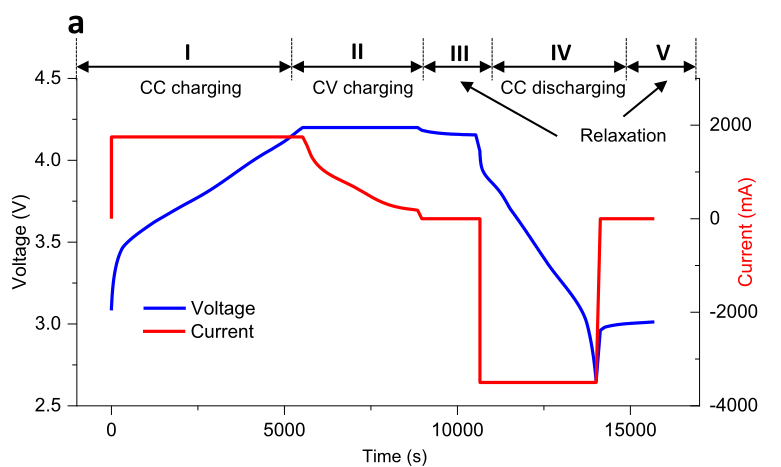 a
I II III IV V
CC charging CV charging CC discharging
Relaxation
4.5
4.0
3.5
3.0
2.5
Voltage (V)
2000
0
-2000
-4000
Current (mA)
Voltage
Current
0 5000 10000 15000
Time (s)